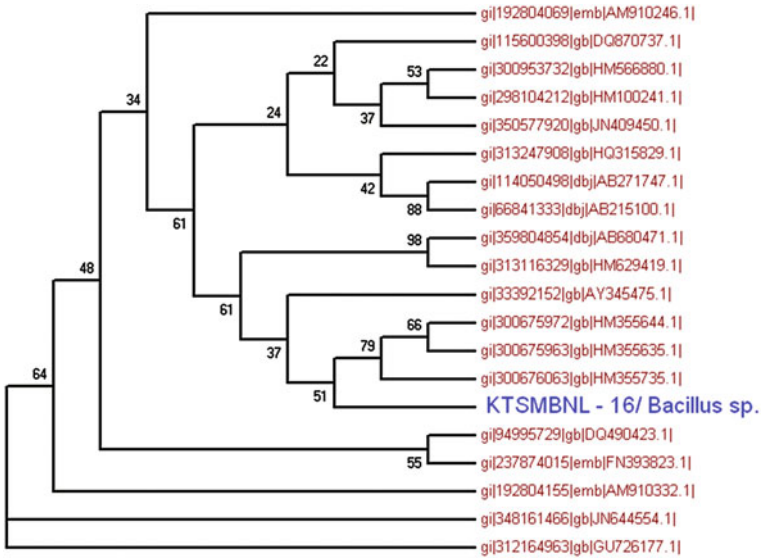 gi|192804069|emb|AM910246.1|
gi|115600398|gb|DQ870737.1|
22
53
gi|300953732|gb|HM566880.1|
34
gi|298104212|gb|HM100241.1|
24
37
gi|350577920|gb|JN409450.1|
gi|313247908|gb|HQ315829.1|
42
gi|114050498|dbj|AB271747.1|
88
gi|66841333|dbj|AB215100.1|
61
98
gi|359804854|dbj|AB680471.1|
48
gi|313116329|gb|HM629419.1|
61
gi|33392152|gb|AY345475.1|
66
gi|300675972|gb|HM355644.1|
37
79
gi|300675963|gb|HM355635.1|
64
gi|300676063|gb|HM355735.1|
51
KTSMBNL - 16/ Bacillus sp.
gi|94995729|gb|DQ490423.1|
55
gi|237874015|emb|FN393823.1|
gi|192804155|emb|AM910332.1|
gi|348161466|gb|JN644554.1|
gi|312164963|gb|GU726177.1|